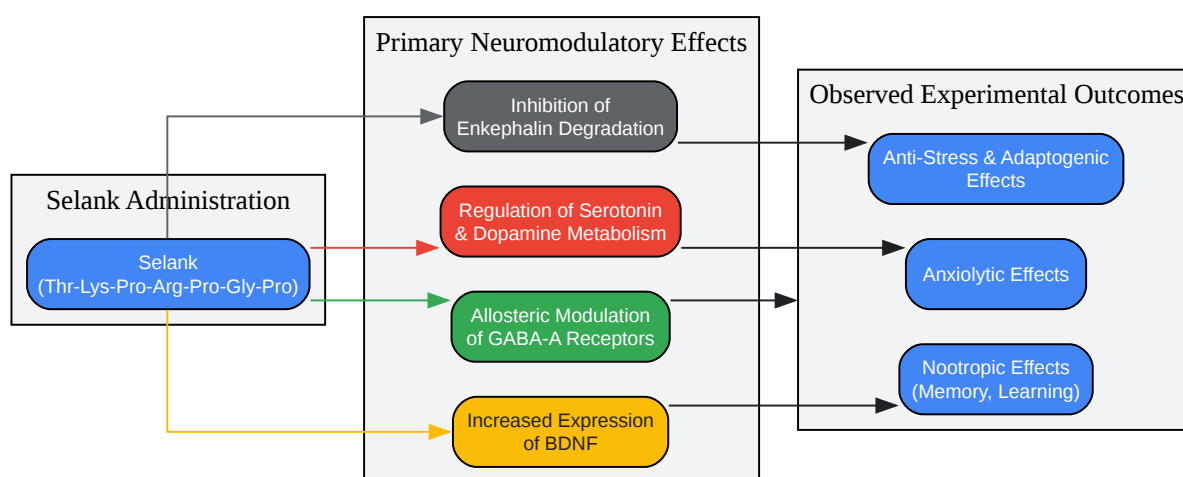 Selank Administration
Selank
(Thr-Lys-Pro-Arg-Pro-Gly-Pro)
Primary Neuromodulatory Effects
Inhibition of
Enkephalin Degradation
Regulation of Serotonin
& Dopamine Metabolism
Allosteric Modulation
of GABA-A Receptors
Increased Expression
of BDNF
Observed Experimental Outcomes
Anti-Stress & Adaptogenic
Effects
Anxiolytic Effects
Nootropic Effects
(Memory, Learning)